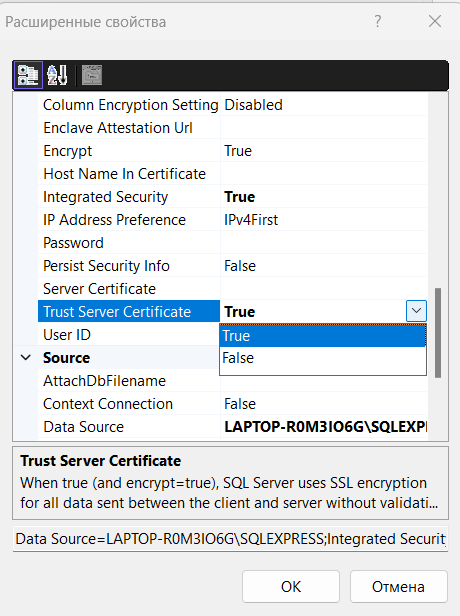 Расширенные свойства
Column Encryption Setting Disabled
Enclave Attestation Url
Encrypt True
Host Name In Certificate
Integrated Security True
IP Address Preference IPv4First
Password
Persist Security Info False
Server Certificate
Trust Server Certificate True
User ID True
False
Source
AttachDbFilename
Context Connection False
Data Source LAPTOP-R0M3IO6G\SQLEXPI
Trust Server Certificate
When true (and encrypt=true), SQL Server uses SSL encryption
for all data sent between the client and server without validati...
Data Source=LAPTOP-R0M3IO6G\SQLEXPRESS;Integrated Security
OK Отмена